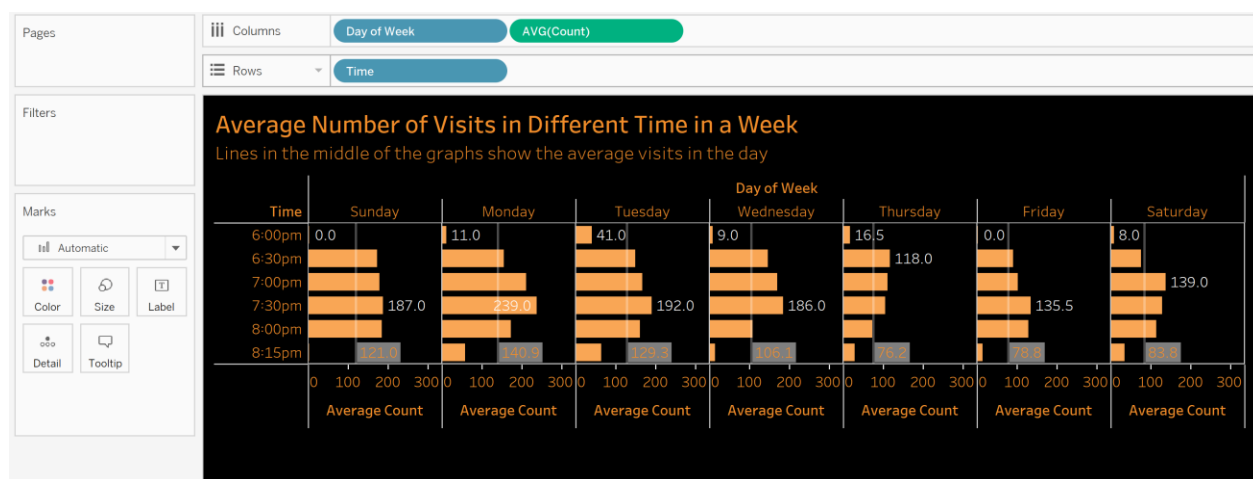 Pages
Columns Day of Week AVG(Count)
Rows Time
Filters
Average Number of Visits in Different Time in a Week
Lines in the middle of the graphs show the average visits in the day
Day of Week
Time Sunday Monday Tuesday Wednesday Thursday Friday Saturday
6:00pm 0.0 11.0 41.0 9.0 16.5 0.0 8.0
6:30pm 118.0
7:00pm 139.0
7:30pm 187.0 239.0 192.0 186.0 135.5
8:00pm
8:15pm 121.0 140.9 129.3 106.1 76.2 78.8 83.8
0 100 200 300 0 100 200 300 0 100 200 300 0 100 200 300 0 100 200 300 0 100 200 300 0 100 200 300
Average Count Average Count Average Count Average Count Average Count Average Count Average Count
Marks
Automatic
Color Size Label
Detail Tooltip